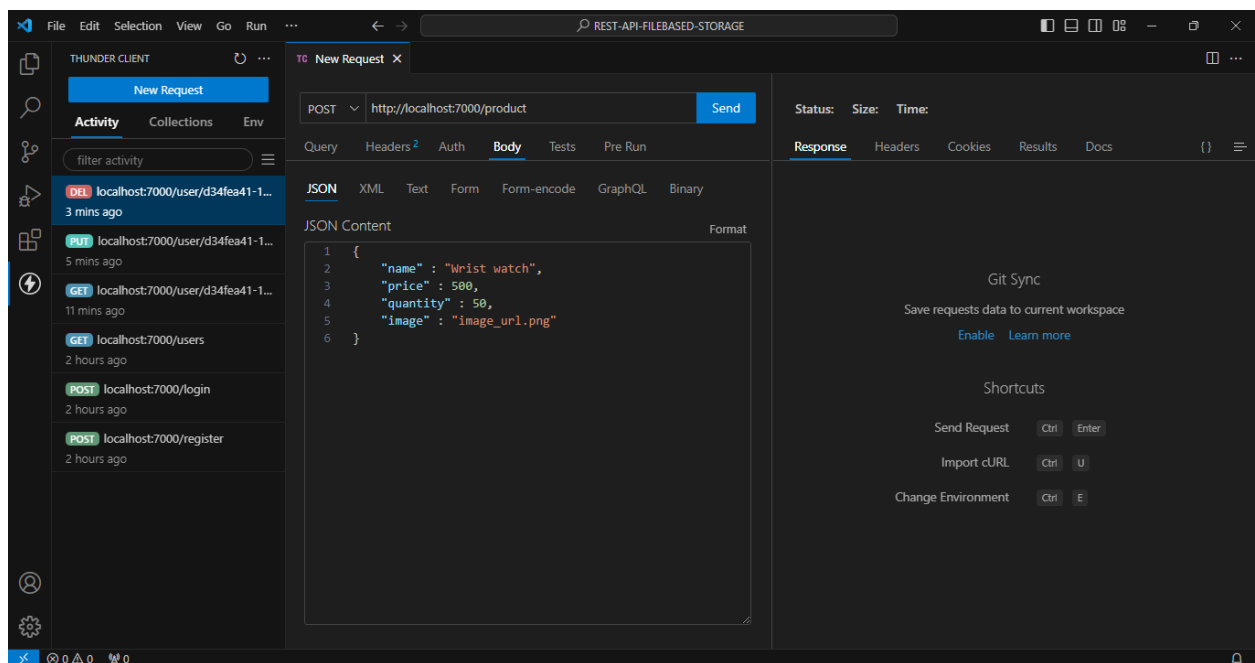 File Edit Selection View Go Run ··· REST-API-FILEBASED-STORAGE
THUNDER CLIENT
New Request
Activity Collections Env
filter activity
DEL localhost:7000/user/d34fea41-1...
3 mins ago
PUT localhost:7000/user/d34fea41-1...
5 mins ago
GET localhost:7000/user/d34fea41-1...
11 mins ago
GET localhost:7000/users
2 hours ago
POST localhost:7000/login
2 hours ago
POST localhost:7000/register
2 hours ago
TC New Request
POST http://localhost:7000/product Send
Query Headers 2 Auth Body Tests Pre Run
JSON XML Text Form Form-encode GraphQL Binary
JSON Content Format
1 {
2 "name" : "Wrist watch",
3 "price" : 500,
4 "quantity" : 50,
5 "image" : "image_url.png"
6 }
Status: Size: Time:
Response Headers Cookies Results Docs {}
Git Sync
Save requests data to current workspace
Enable Learn more
Shortcuts
Send Request Ctrl Enter
Import cURL Ctrl U
Change Environment Ctrl E
0 0 0